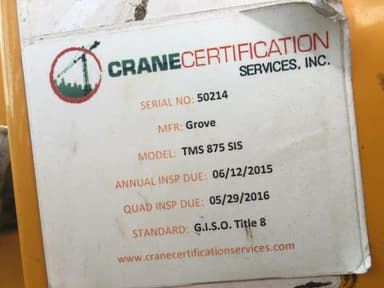 CRANECERTIFICATION
SERVICES, INC.
SERIAL NO: 50214
MFR: Grove
MODEL: TMS 875 SIS
ANNUAL INSP DUE: 06/12/2015
QUAD INSP DUE: 05/29/2016
STANDARD: G.I.S.O. Title 8
www.cranecertificationservices.com